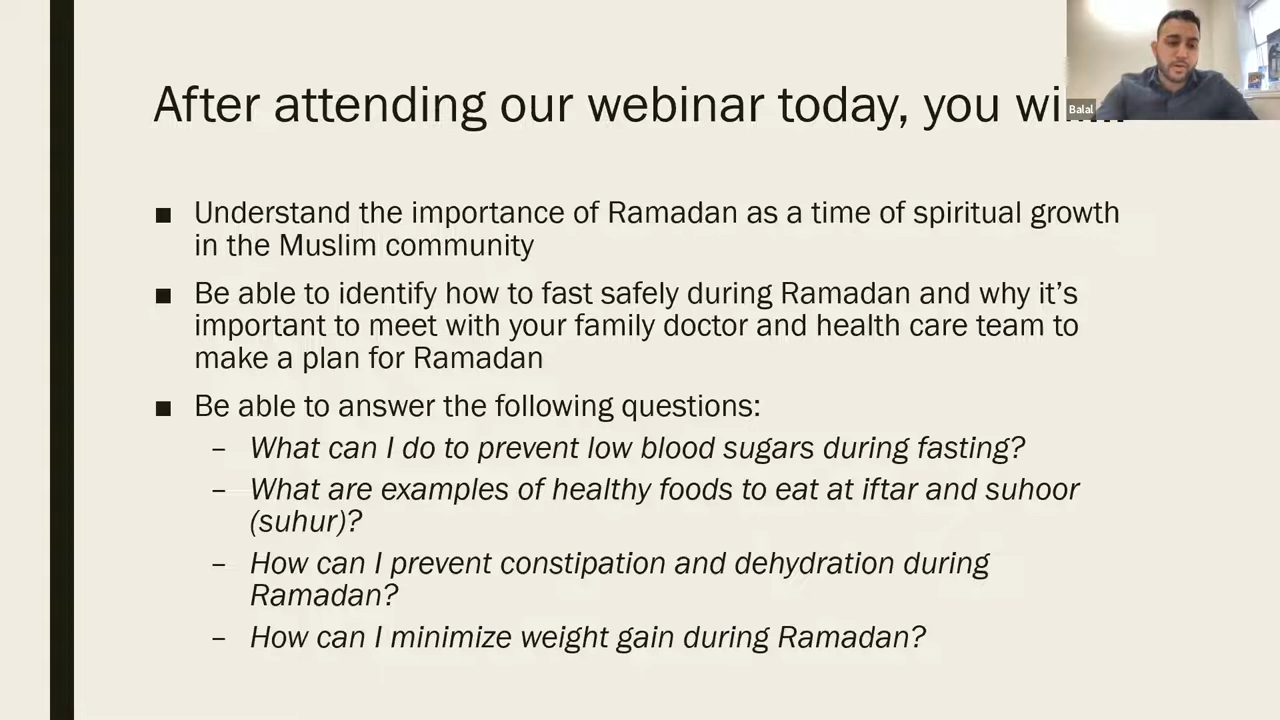 After attending our webinar today, you wi
Balal
■ Understand the importance of Ramadan as a time of spiritual growth
in the Muslim community
■ Be able to identify how to fast safely during Ramadan and why it’s
important to meet with your family doctor and health care team to
make a plan for Ramadan
■ Be able to answer the following questions:
– What can I do to prevent low blood sugars during fasting?
– What are examples of healthy foods to eat at iftar and suhoor
(suhur)?
– How can I prevent constipation and dehydration during
Ramadan?
– How can I minimize weight gain during Ramadan?